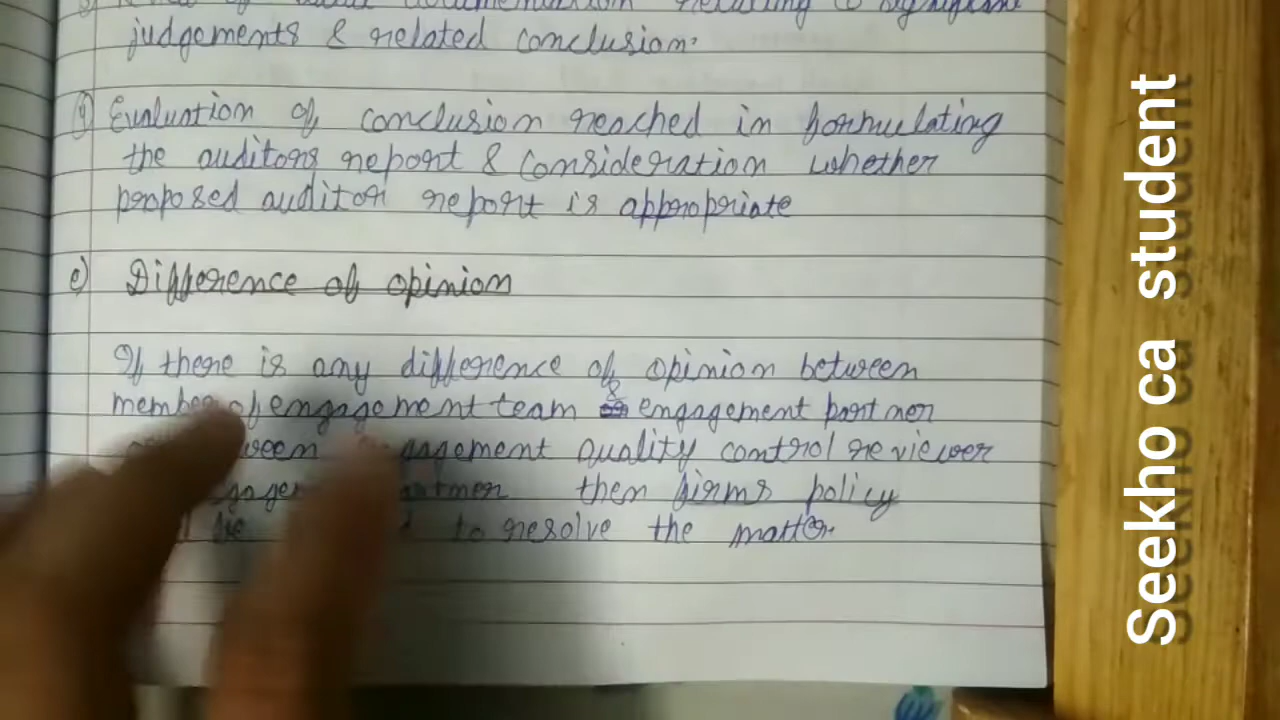 judgements & related conclusion.
4) Evaluation of conclusion reached in formulating
the auditors report & consideration whether
proposed auditor report is appropriate
e) Difference of opinion
If there is any difference of opinion between
member of engagement team & engagement partner
quality control reviewer
then firms policy
to resolve the matter.
Seekho ca student